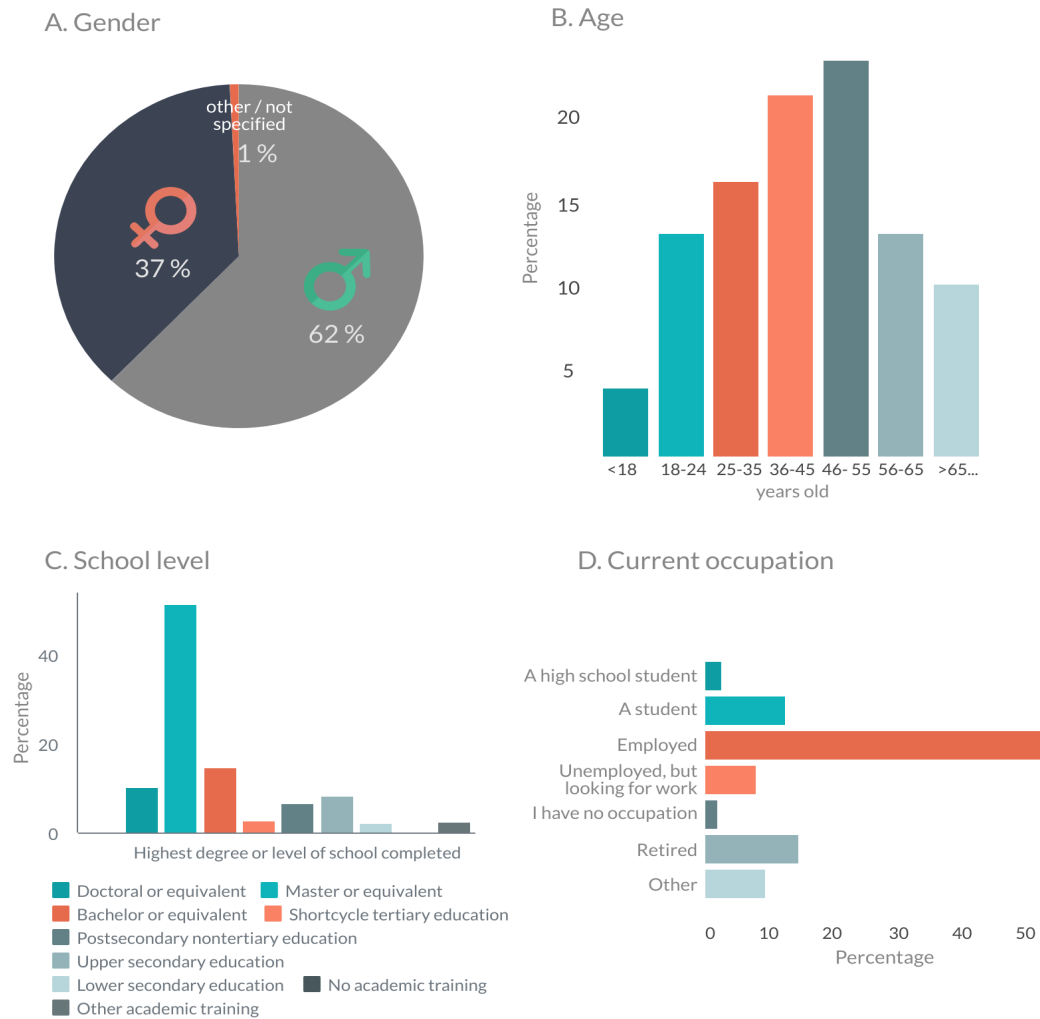 A. Gender
other / not
specified
1 %
37 %
62 %
B. Age
Percentage
20
15
10
5
<18 18-24 25-35 36-45 46- 55 56-65 >65...
years old
C. School level
Percentage
40
20
0
Highest degree or level of school completed
Doctoral or equivalent Master or equivalent
Bachelor or equivalent Shortcycle tertiary education
Postsecondary nontertiary education
Upper secondary education
Lower secondary education No academic training
Other academic training
D. Current occupation
A high school student
A student
Employed
Unemployed, but
looking for work
I have no occupation
Retired
Other
0 10 20 30 40 50
Percentage